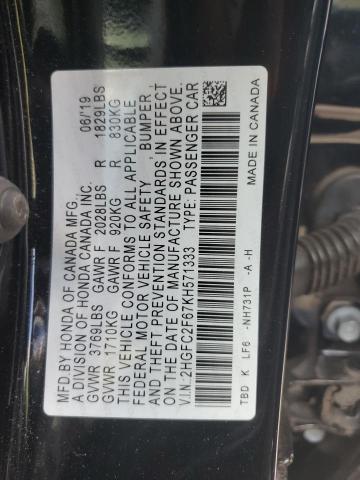 MFD.BY HONDA OF CANADA MFG., 06/19
A DIVISION OF HONDA CANADA INC.
GVWR 3769LBS GAWR F 2028LBS R 1829LBS
GVWR 1710KG GAWR F 920KG R 830KG
THIS VEHICLE CONFORMS TO ALL APPLICABLE
FEDERAL MOTOR VEHICLE SAFETY , BUMPER ,
AND THEFT PREVENTION STANDARDS IN EFFECT
ON THE DATE OF MANUFACTURE SHOWN ABOVE.
V.I.N: 2HGFC2F67KH571333 TYPE: PASSENGER CAR
TBD K LF6 -NH731P -A -H MADE IN CANADA